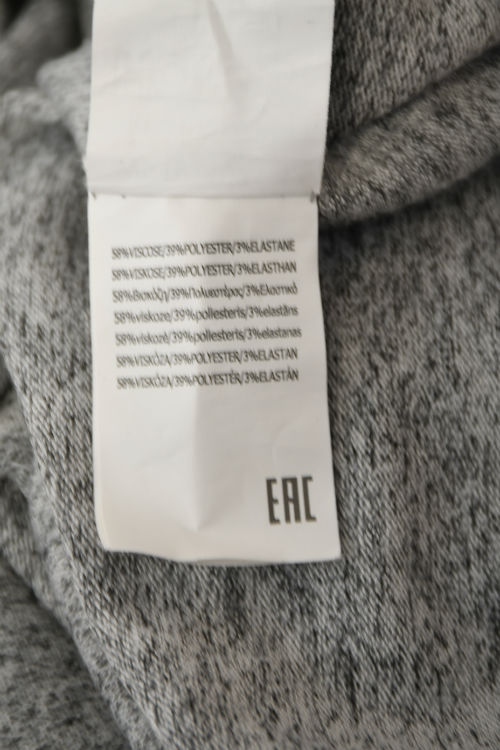 58%VISCOSE/39%POLYESTER/3%ELASTANE
58%VISKOSE/39%POLYESTER/3%ELASTHAN
58%Βισκόζη/39%Πολυεστέρας/3%Ελαστικό
58%viskoze/39%poliesteris/3%elastāns
58%viskozė/39%poliesteris/3%elastanas
58%VISKÓZA/39%POLYESTER/3%ELASTAN
58%VISKÓZA/39%POLYESTER/3%ELASTÁN
EAC